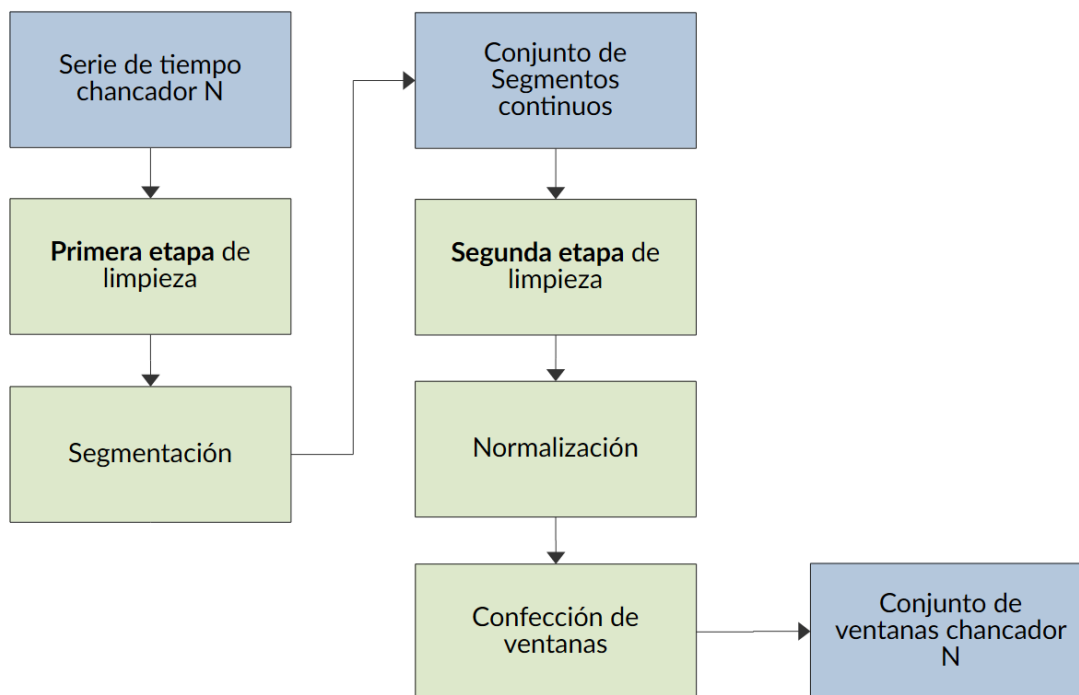 Serie de tiempo
chancador N
Primera etapa de
limpieza
Segmentación
Conjunto de
Segmentos
continuos
Segunda etapa de
limpieza
Normalización
Confección de
ventanas
Conjunto de
ventanas chancador
N